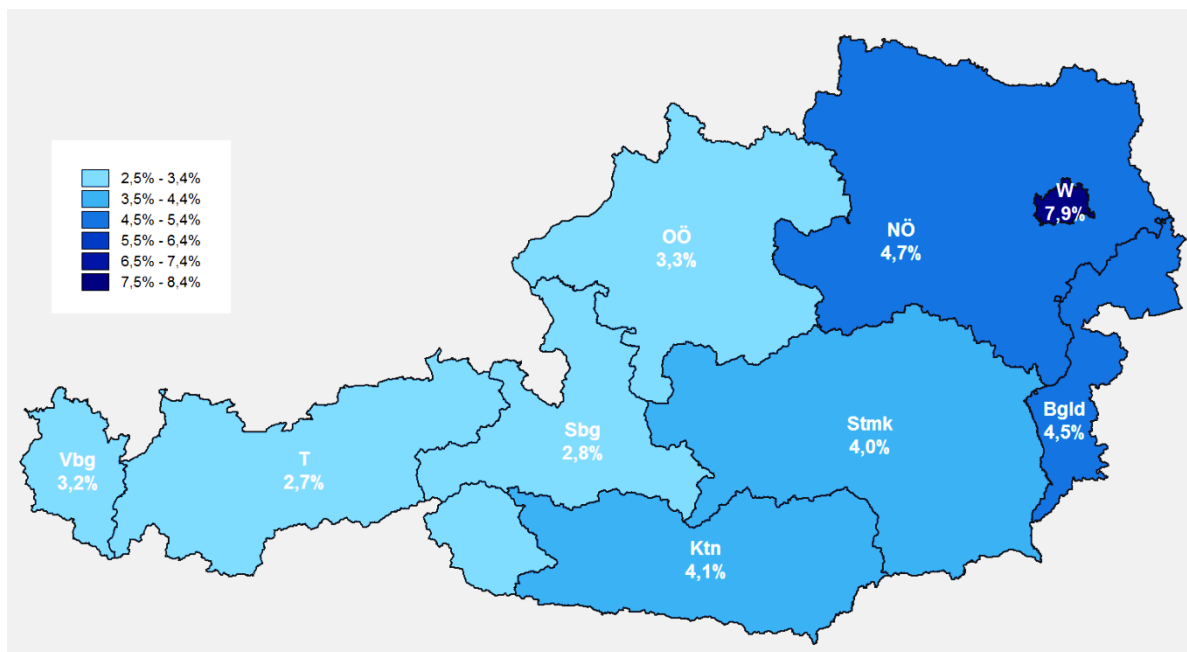 2,5% - 3,4%
3,5% - 4,4%
4,5% - 5,4%
5,5% - 6,4%
6,5% - 7,4%
7,5% - 8,4%
W
7,9%
OÖ
3,3%
NÖ
4,7%
Vbg
3,2%
T
2,7%
Sbg
2,8%
Stmk
4,0%
Bgld
4,5%
Ktn
4,1%